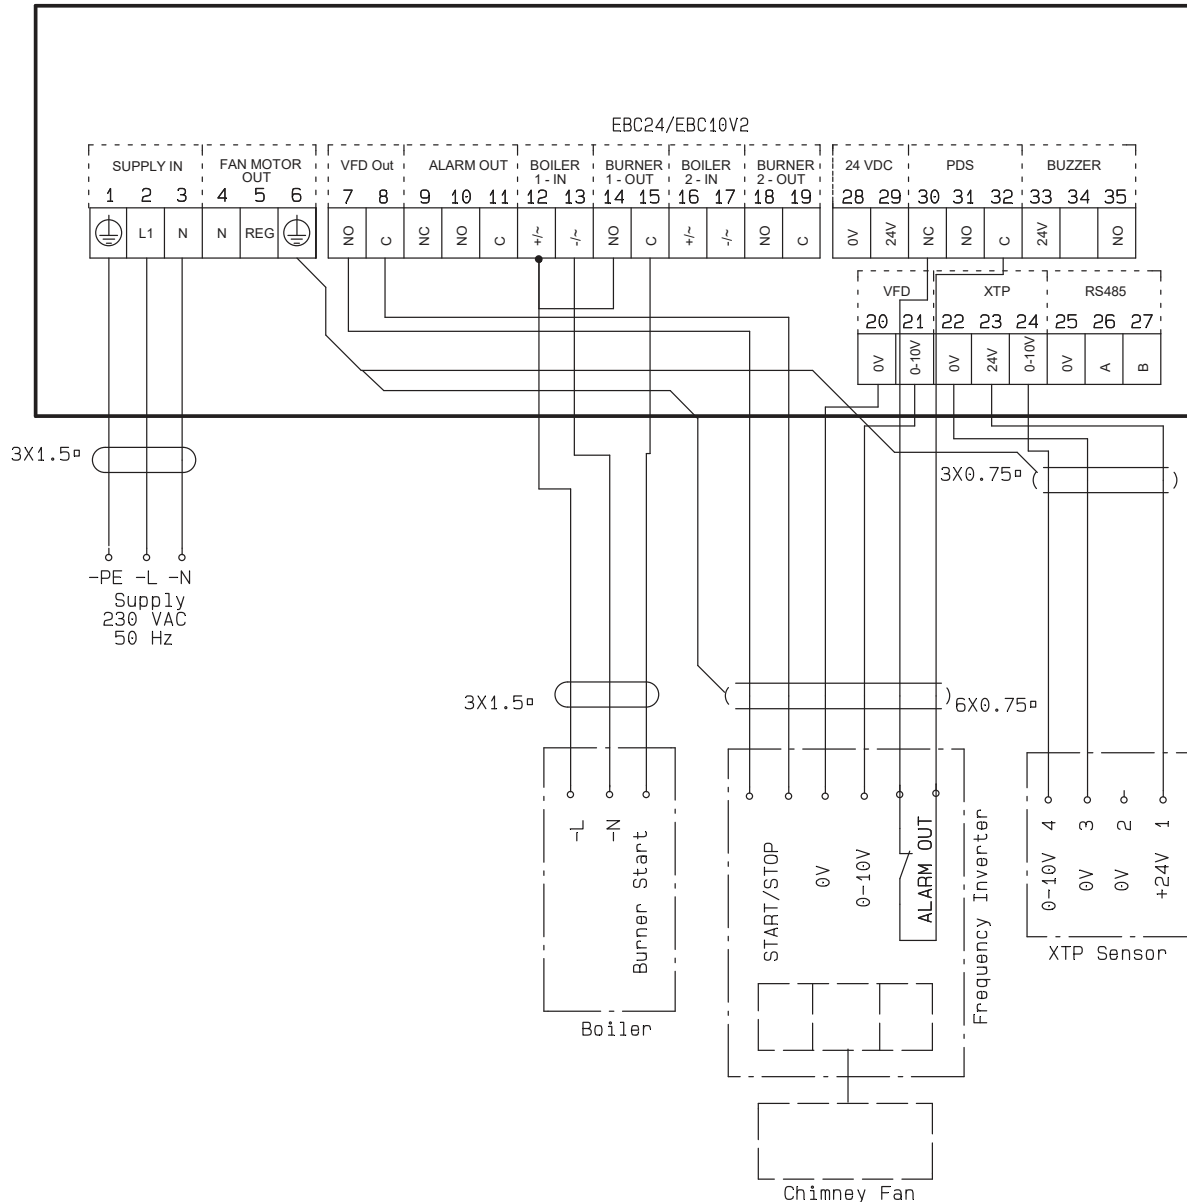 EBC24/EBC10V2
SUPPLY IN
FAN MOTOR
OUT
VFD Out
ALARM OUT
BOILER
1 - IN
BURNER
1 - OUT
BOILER
2 - IN
BURNER
2 - OUT
24 VDC
PDS
BUZZER
1 2 3 4 5 6 7 8 9 10 11 12 13 14 15 16 17 18 19 28 29 30 31 32 33 34 35
L1 N N REG NO C NC NO C +/~ -/~ NO C +/~ -/~ NO C 0V 24V NC NO C 24V NO
VFD XTP RS485
20 21 22 23 24 25 26 27
0V 0-10V 0V 24V 0-10V 0V A B
3X1.5▫
3X0.75▫
-PE -L -N
Supply
230 VAC
50 Hz
3X1.5▫
6X0.75▫
-L
-N
Burner Start
Boiler
START/STOP
0V
0-10V
ALARM OUT
Frequency Inverter
0-10V 4
0V 3
0V 2
+24V 1
XTP Sensor
Chimney Fan